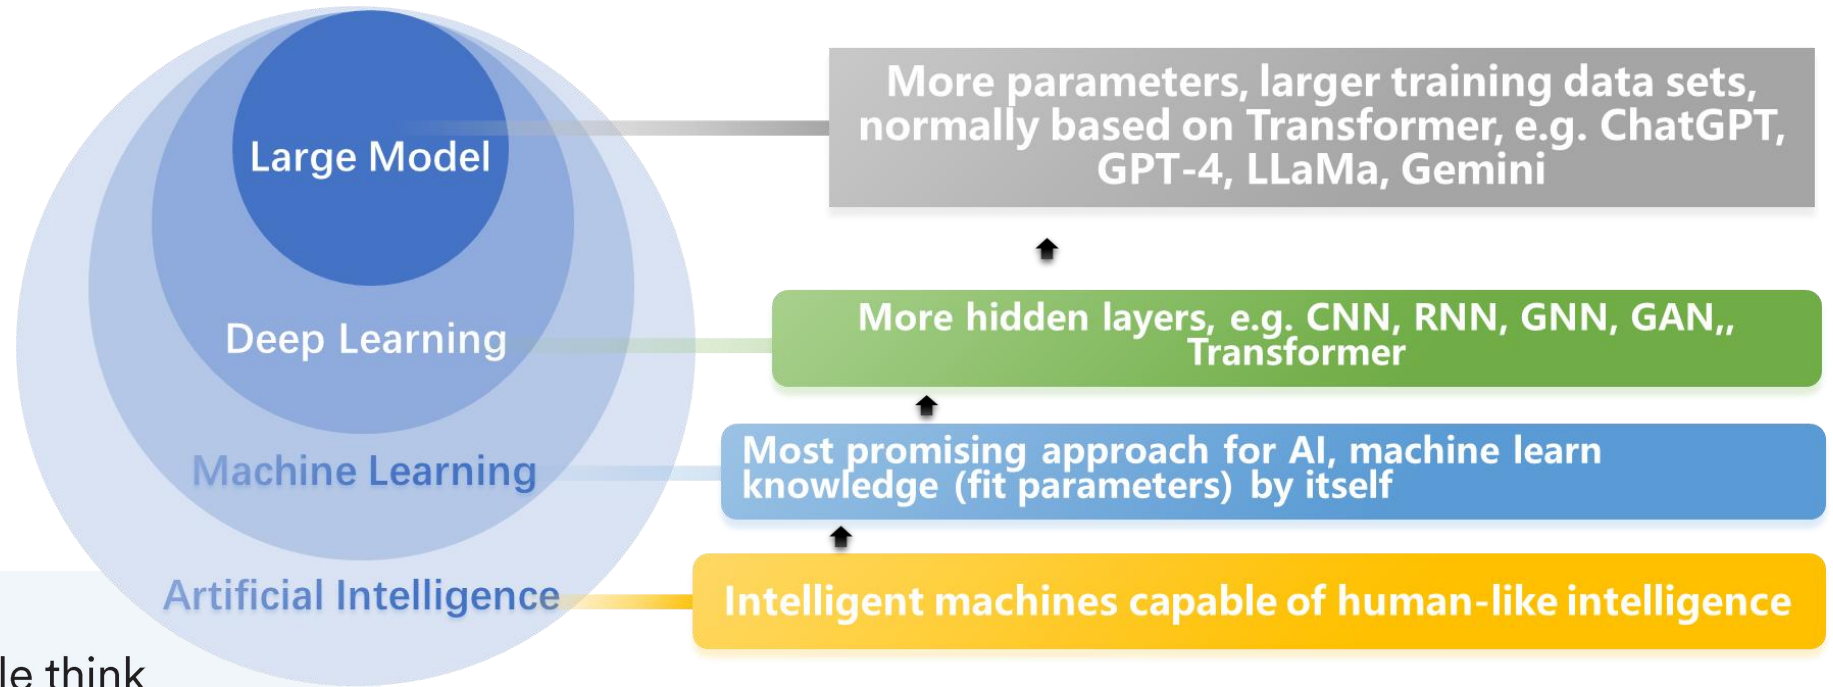 Large Model
More parameters, larger training data sets,
normally based on Transformer, e.g. ChatGPT,
GPT-4, LLaMa, Gemini
Deep Learning
More hidden layers, e.g. CNN, RNN, GNN, GAN,,
Transformer
Machine Learning
Most promising approach for AI, machine learn
knowledge (fit parameters) by itself
Artificial Intelligence
Intelligent machines capable of human-like intelligence
le think